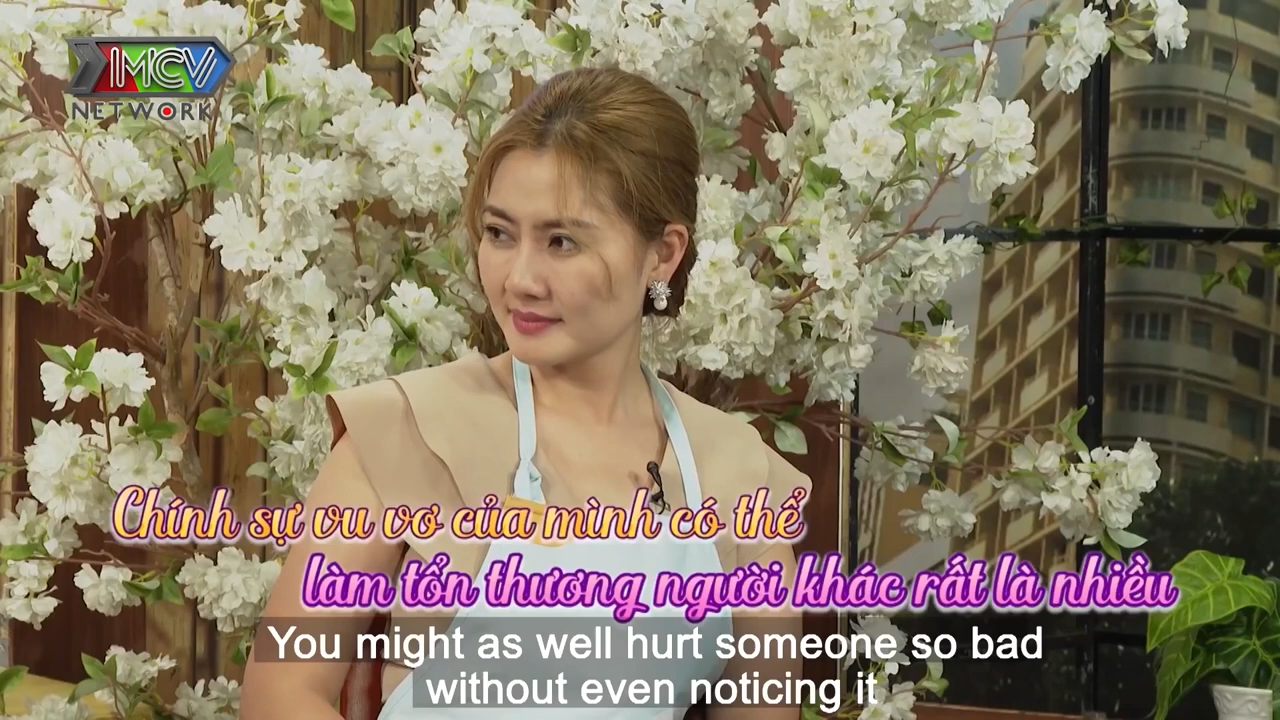 MCV
NETWORK
Chính sự vu vơ của mình có thể
làm tổn thương người khác rất là nhiều
You might as well hurt someone so bad
without even noticing it